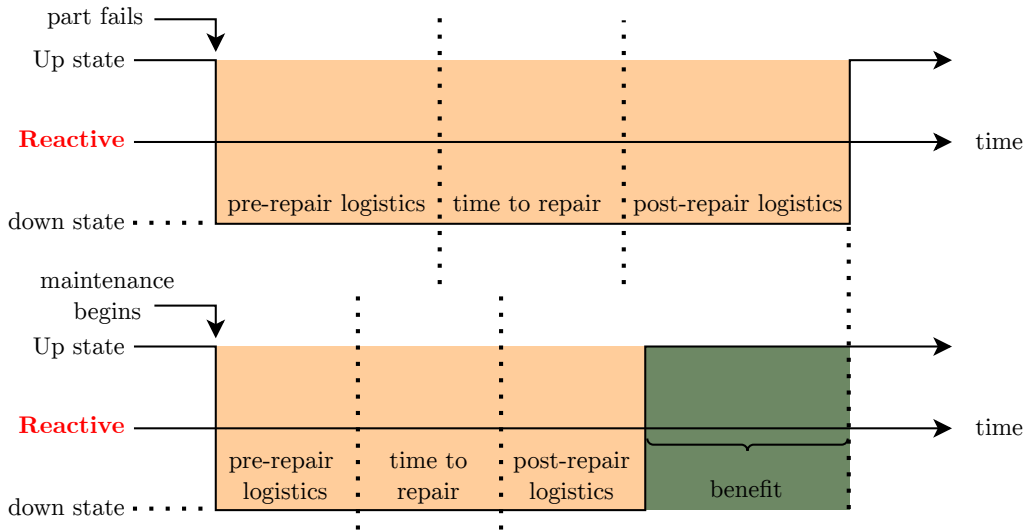 part fails
Up state
Reactive
time
down state
pre-repair logistics
time to repair
post-repair logistics
maintenance
begins
Up state
Reactive
time
pre-repair
logistics
time to
repair
post-repair
logistics
benefit
down state